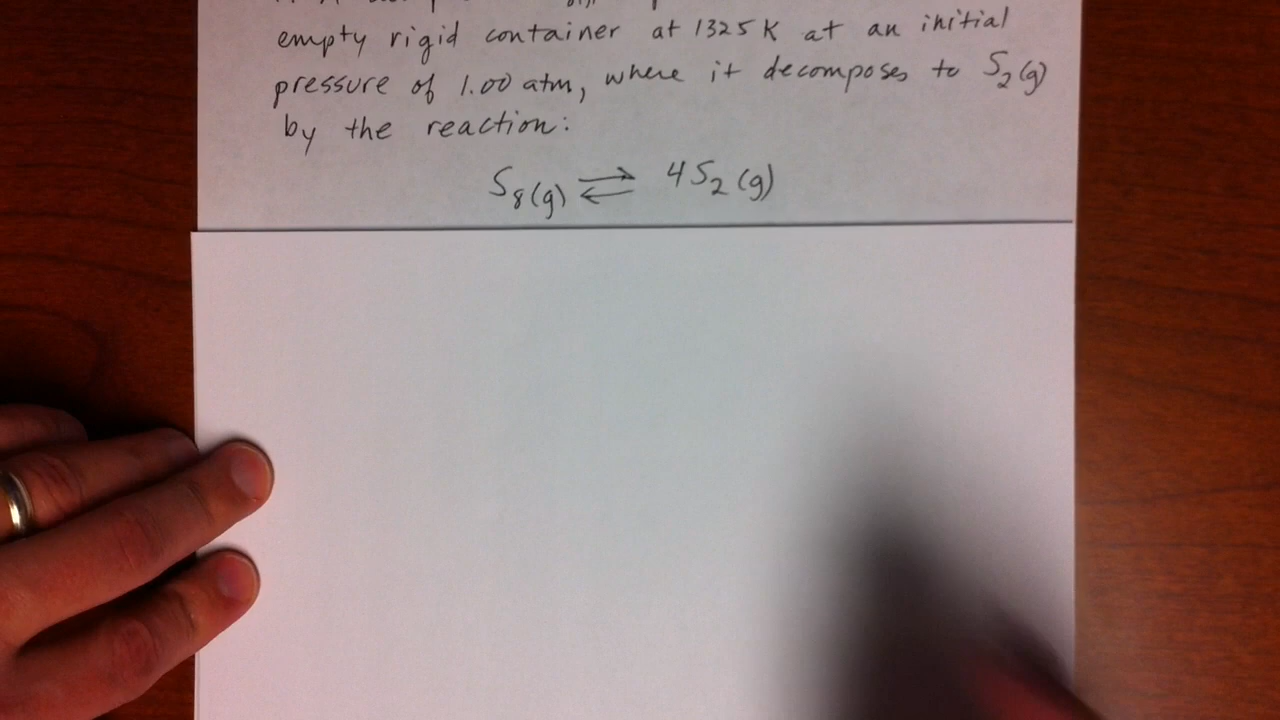 empty rigid container at 1325 K at an initial
pressure of 1.00 atm, where it decomposes to S₂(g)
by the reaction:
S₈(g) ⇌ 4S₂(g)